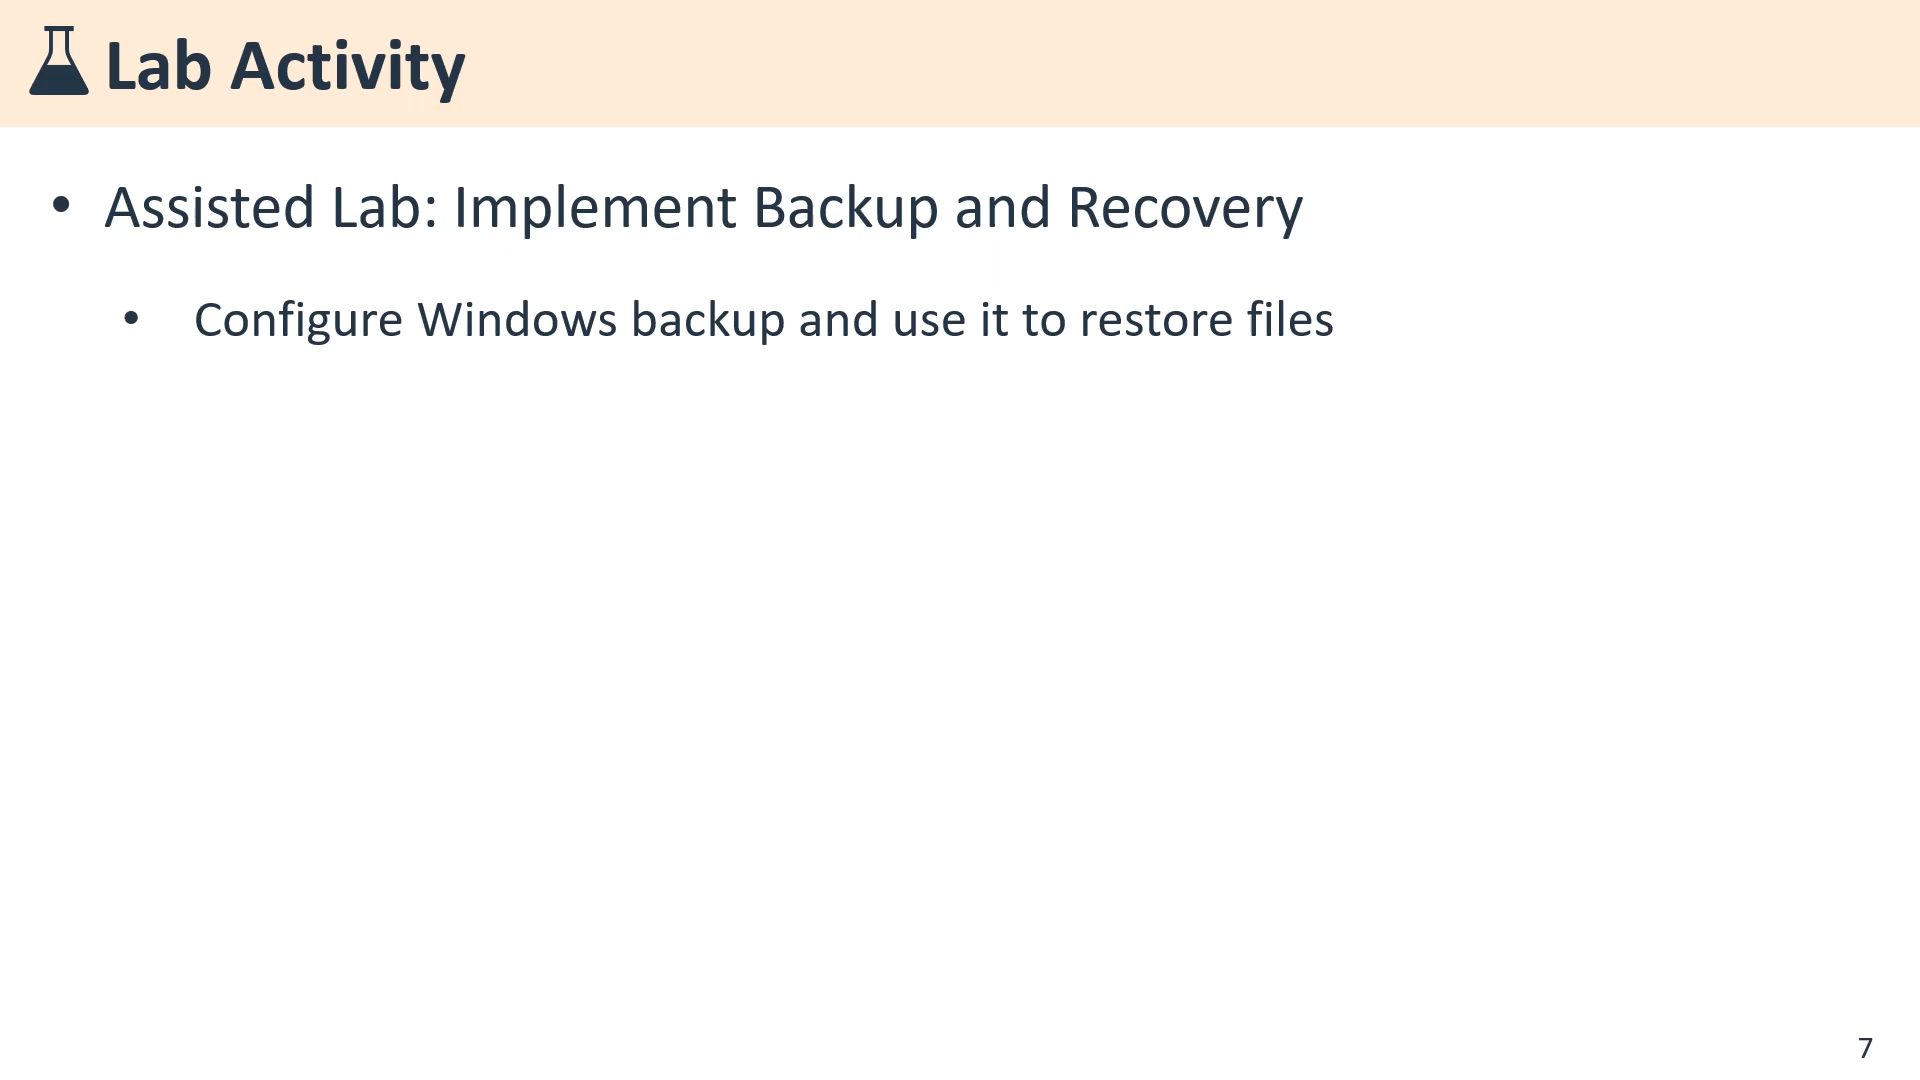 Lab Activity
• Assisted Lab: Implement Backup and Recovery
• Configure Windows backup and use it to restore files
7